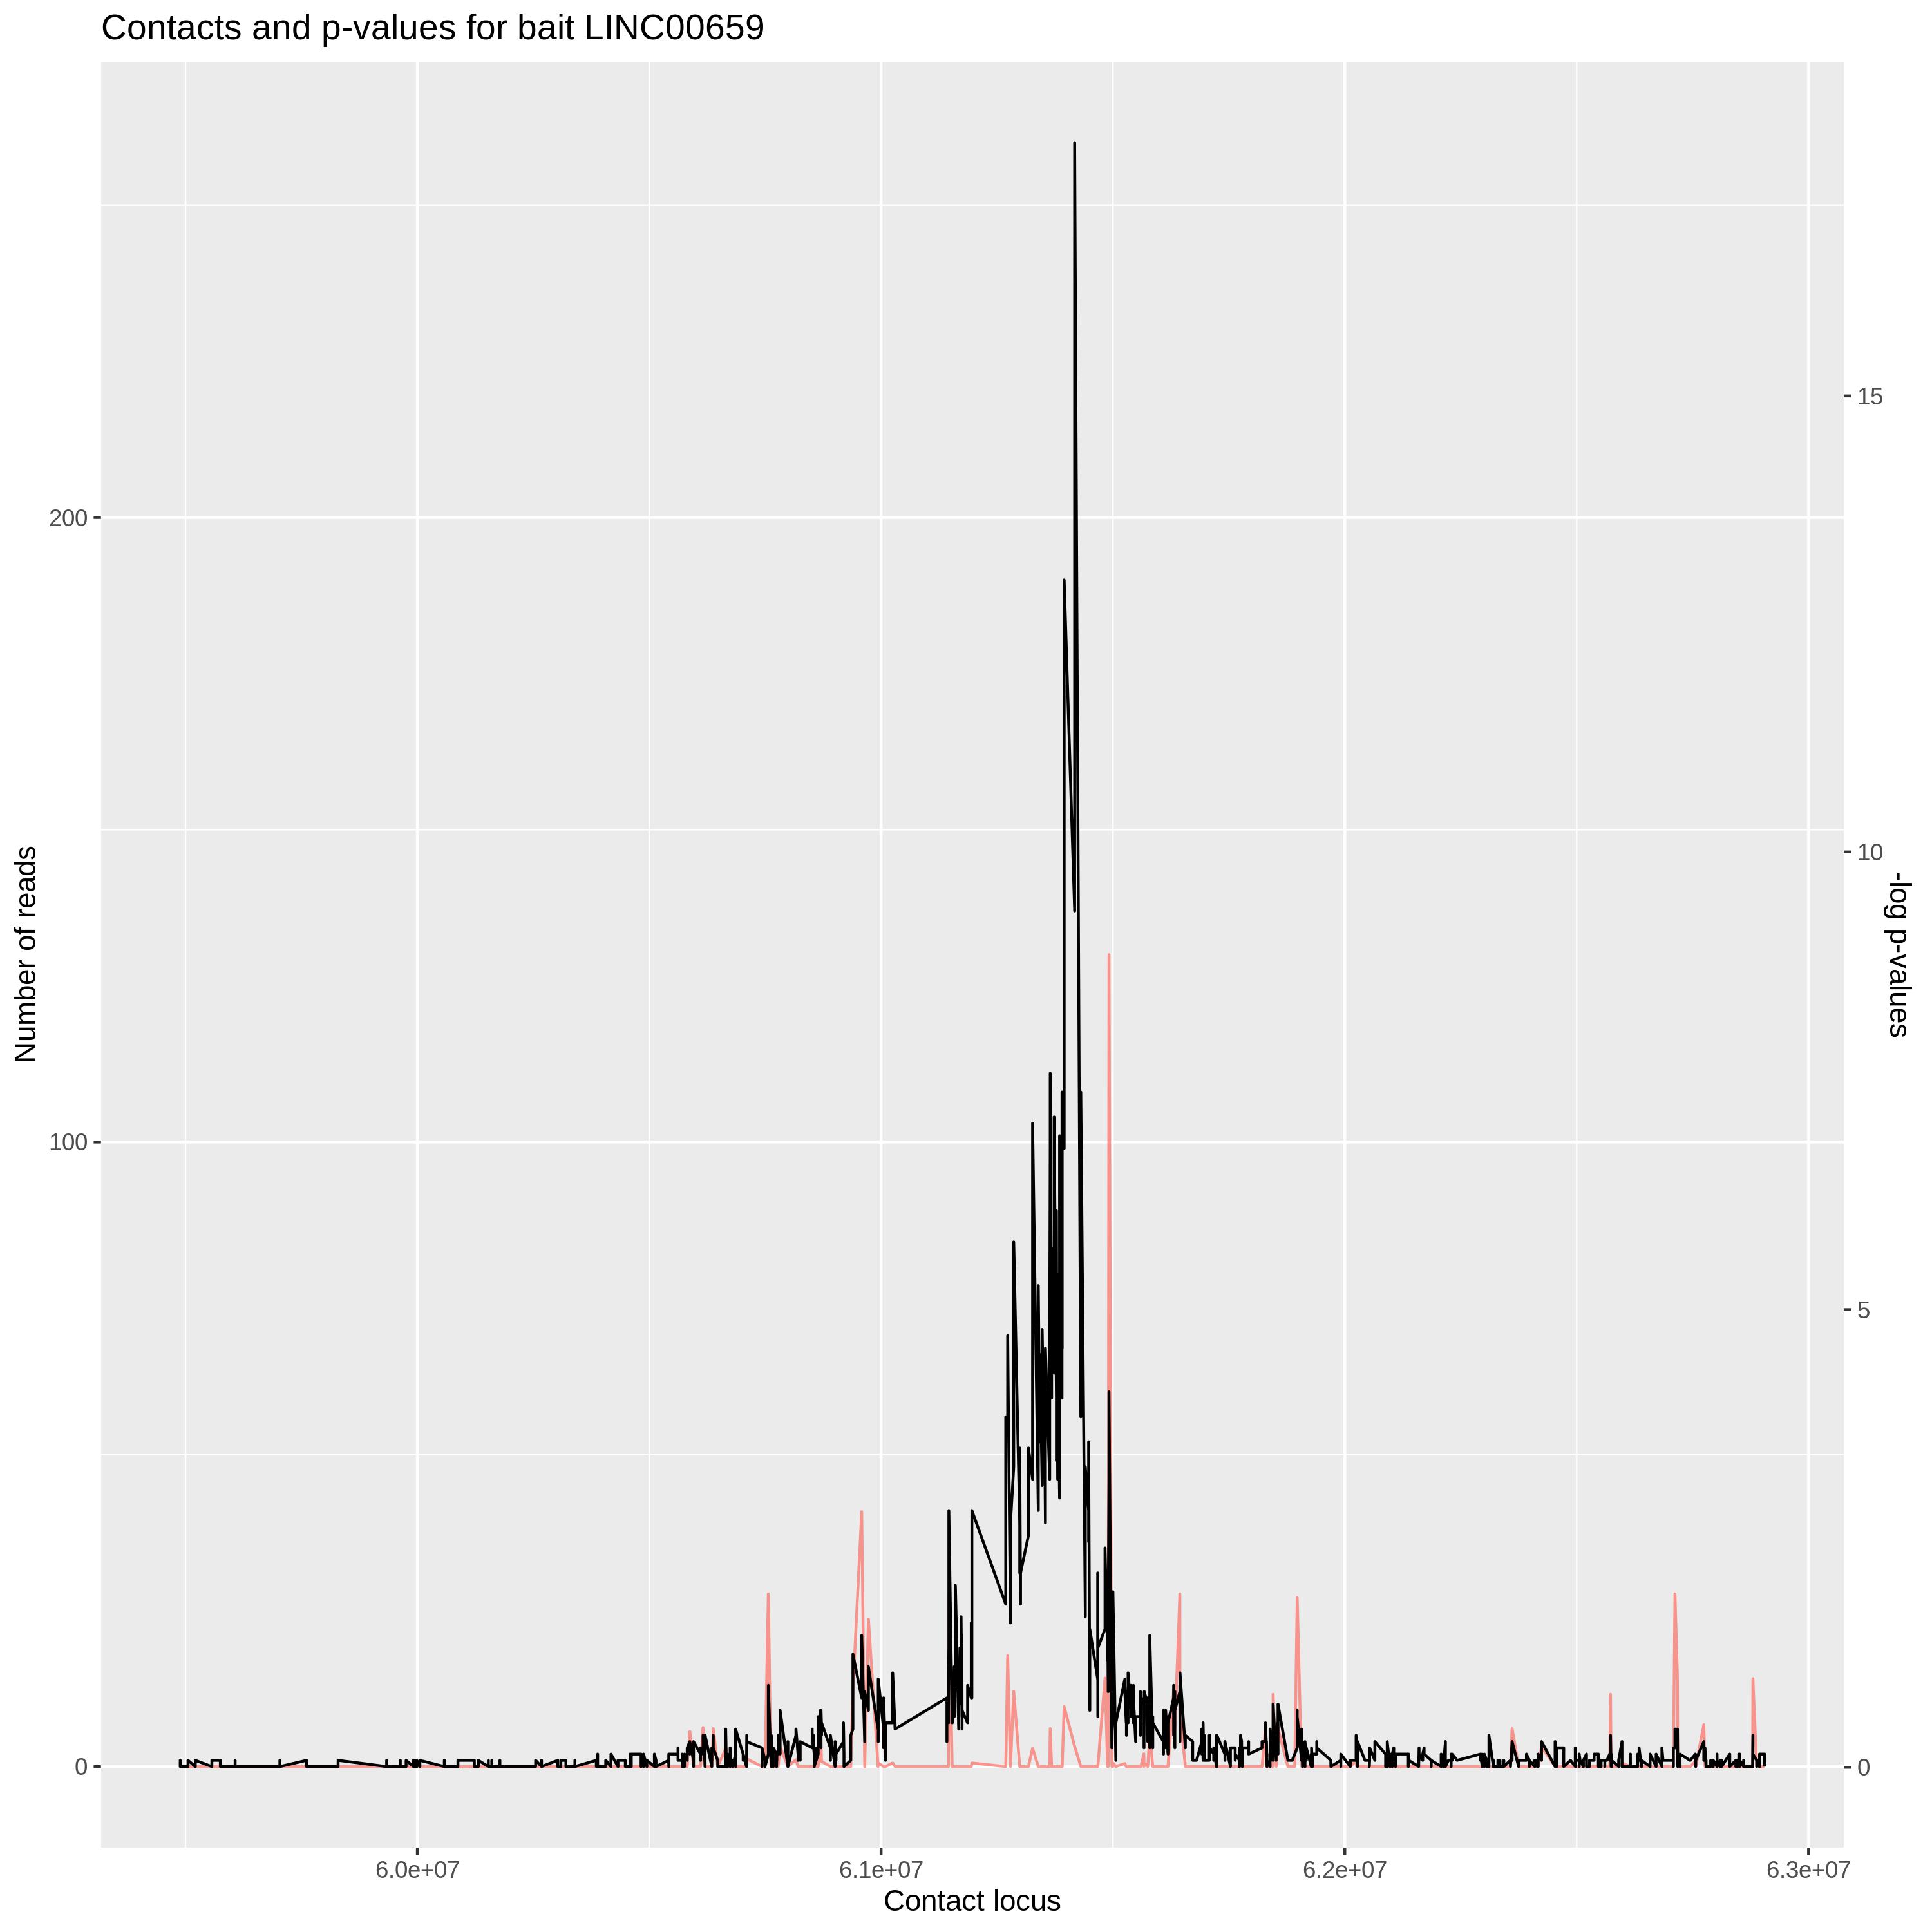 Contacts and p-values for bait LINC00659
Number of reads
200
100
0
15
10
5
0
-log p-values
6.0e+07
6.1e+07
6.2e+07
6.3e+07
Contact locus